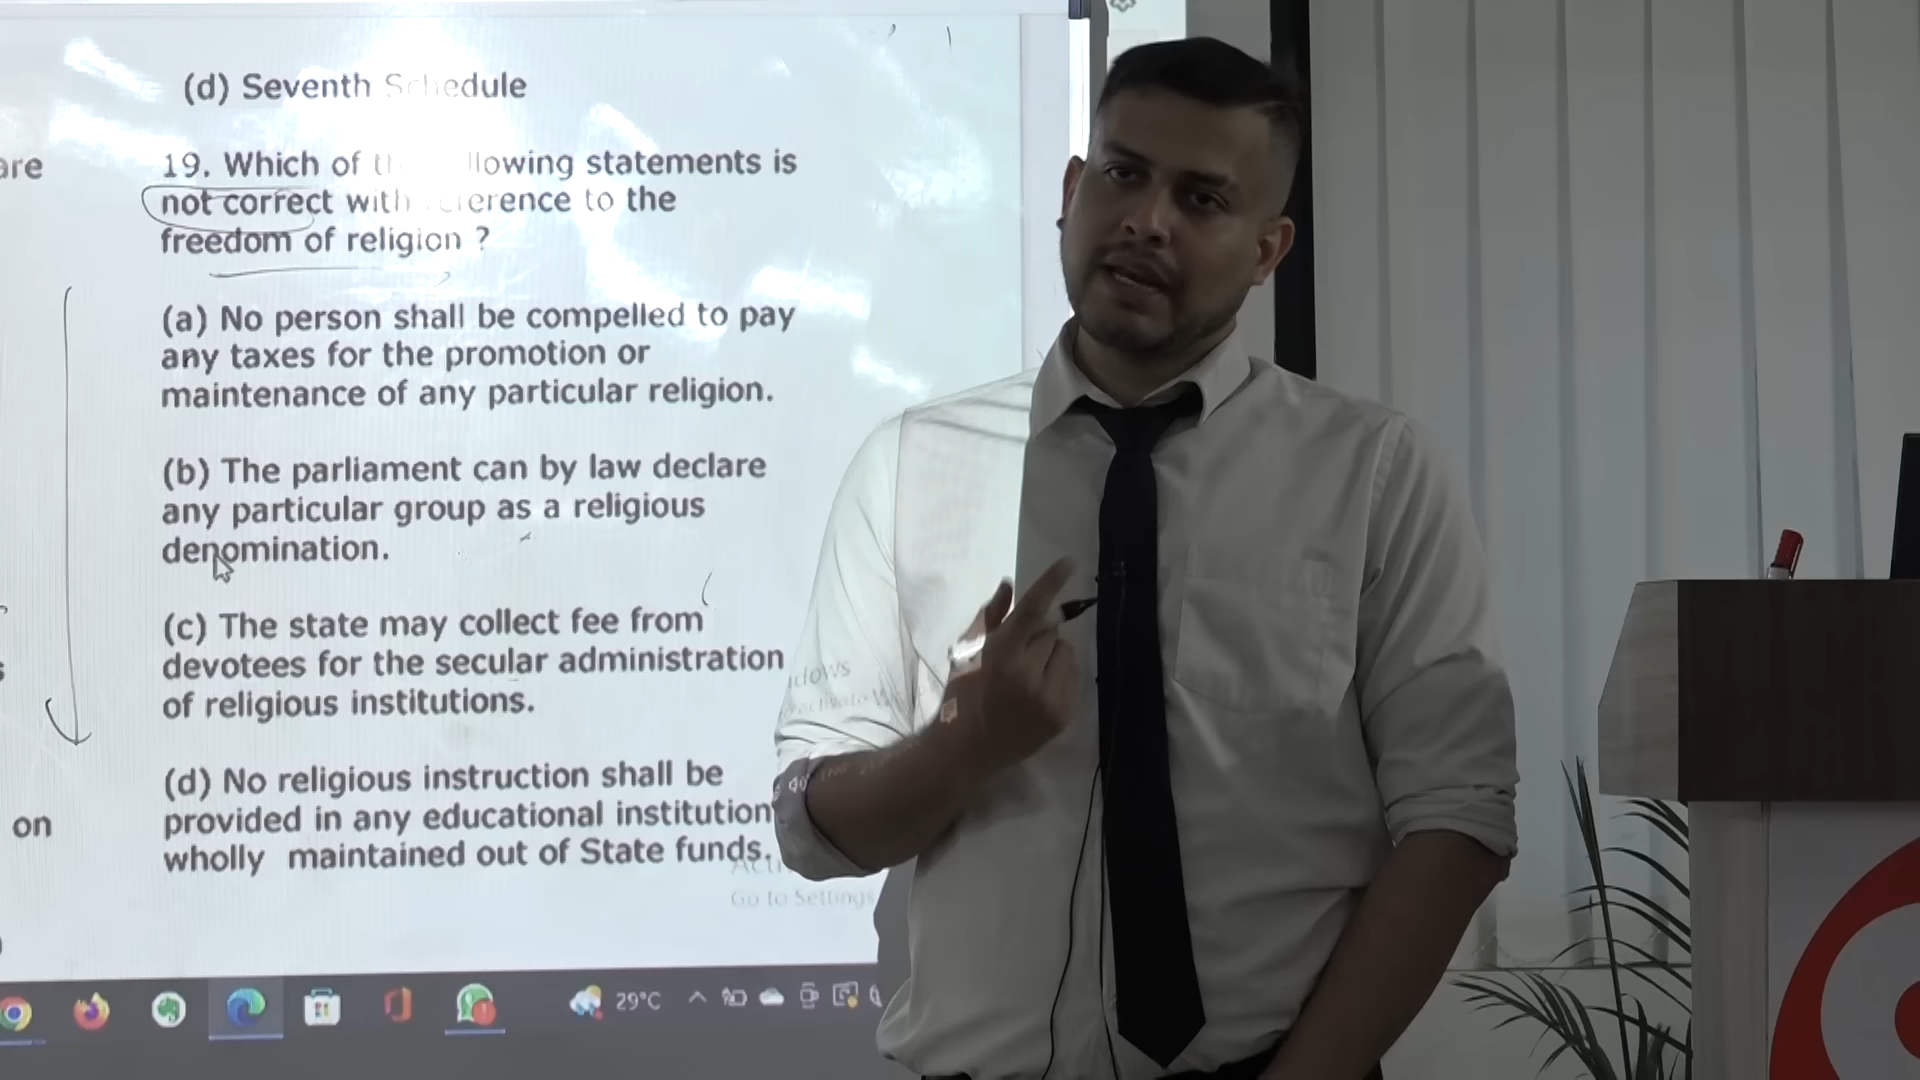 are
on
(d) Seventh Schedule
19. Which of llowing statements is
not correct with to the
freedom of religion ?
(a) No person shall be compelled to pay
any taxes for the promotion or
maintenance of any particular religion.
(b) The parliament can by law declare
any particular group as a religious
denomination.
(c) The state may collect fee from
devotees for the secular administration
of religious institutions.
(d) No religious instruction shall be
provided in any educational institution
wholly maintained out of State funds.
Go to Settings
29°C